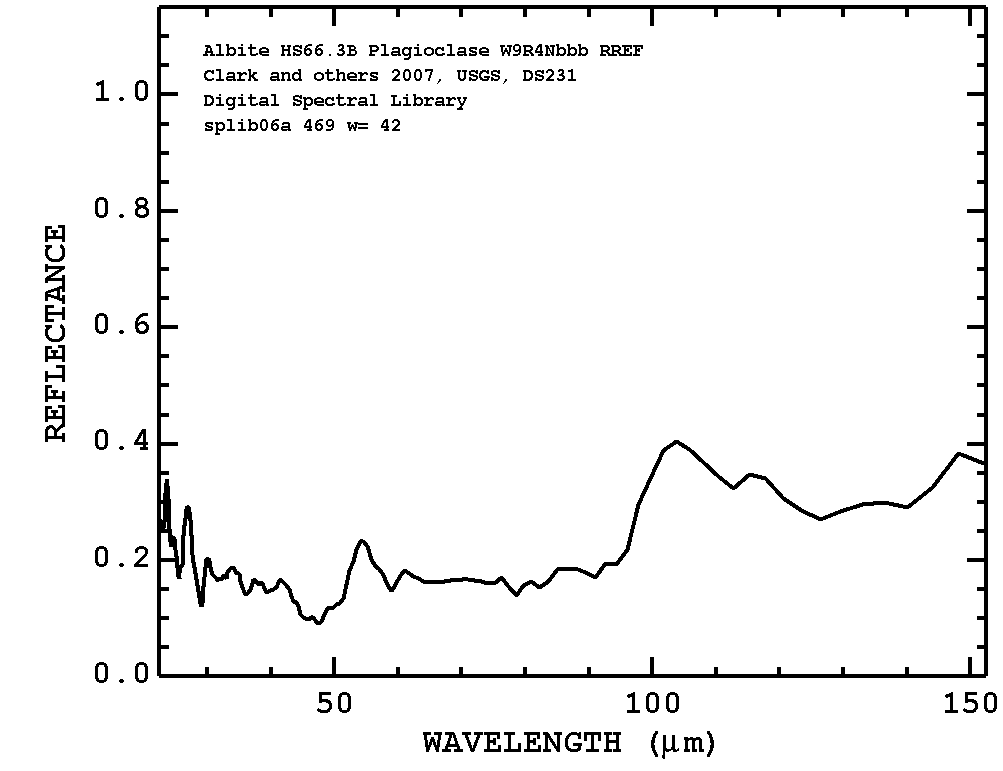 Albite HS66.3B Plagioclase W9R4Nbbb RREF
Clark and others 2007, USGS, DS231
Digital Spectral Library
splib06a 469 w= 42
1.0
0.8
0.6
0.4
0.2
0.0
REFLECTANCE
50 100 150
WAVELENGTH (μm)